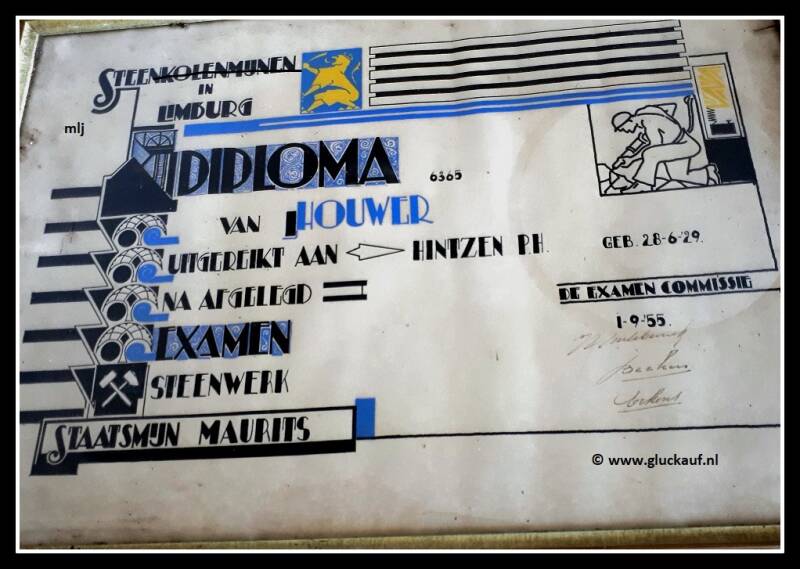 STEENKOLENMIJNEN
IN
LIMBURG
mlj
DIPLOMA 6365
VAN HOUWER
UITGEREIKT AAN HINTZEN P.H. GEB. 28-6-'29.
NA AFGELEGD
DE EXAMEN COMMISSIE
EXAMEN
1-9-'55.
STEENWERK
STAATSMIJN MAURITS
© www.gluckauf.nl